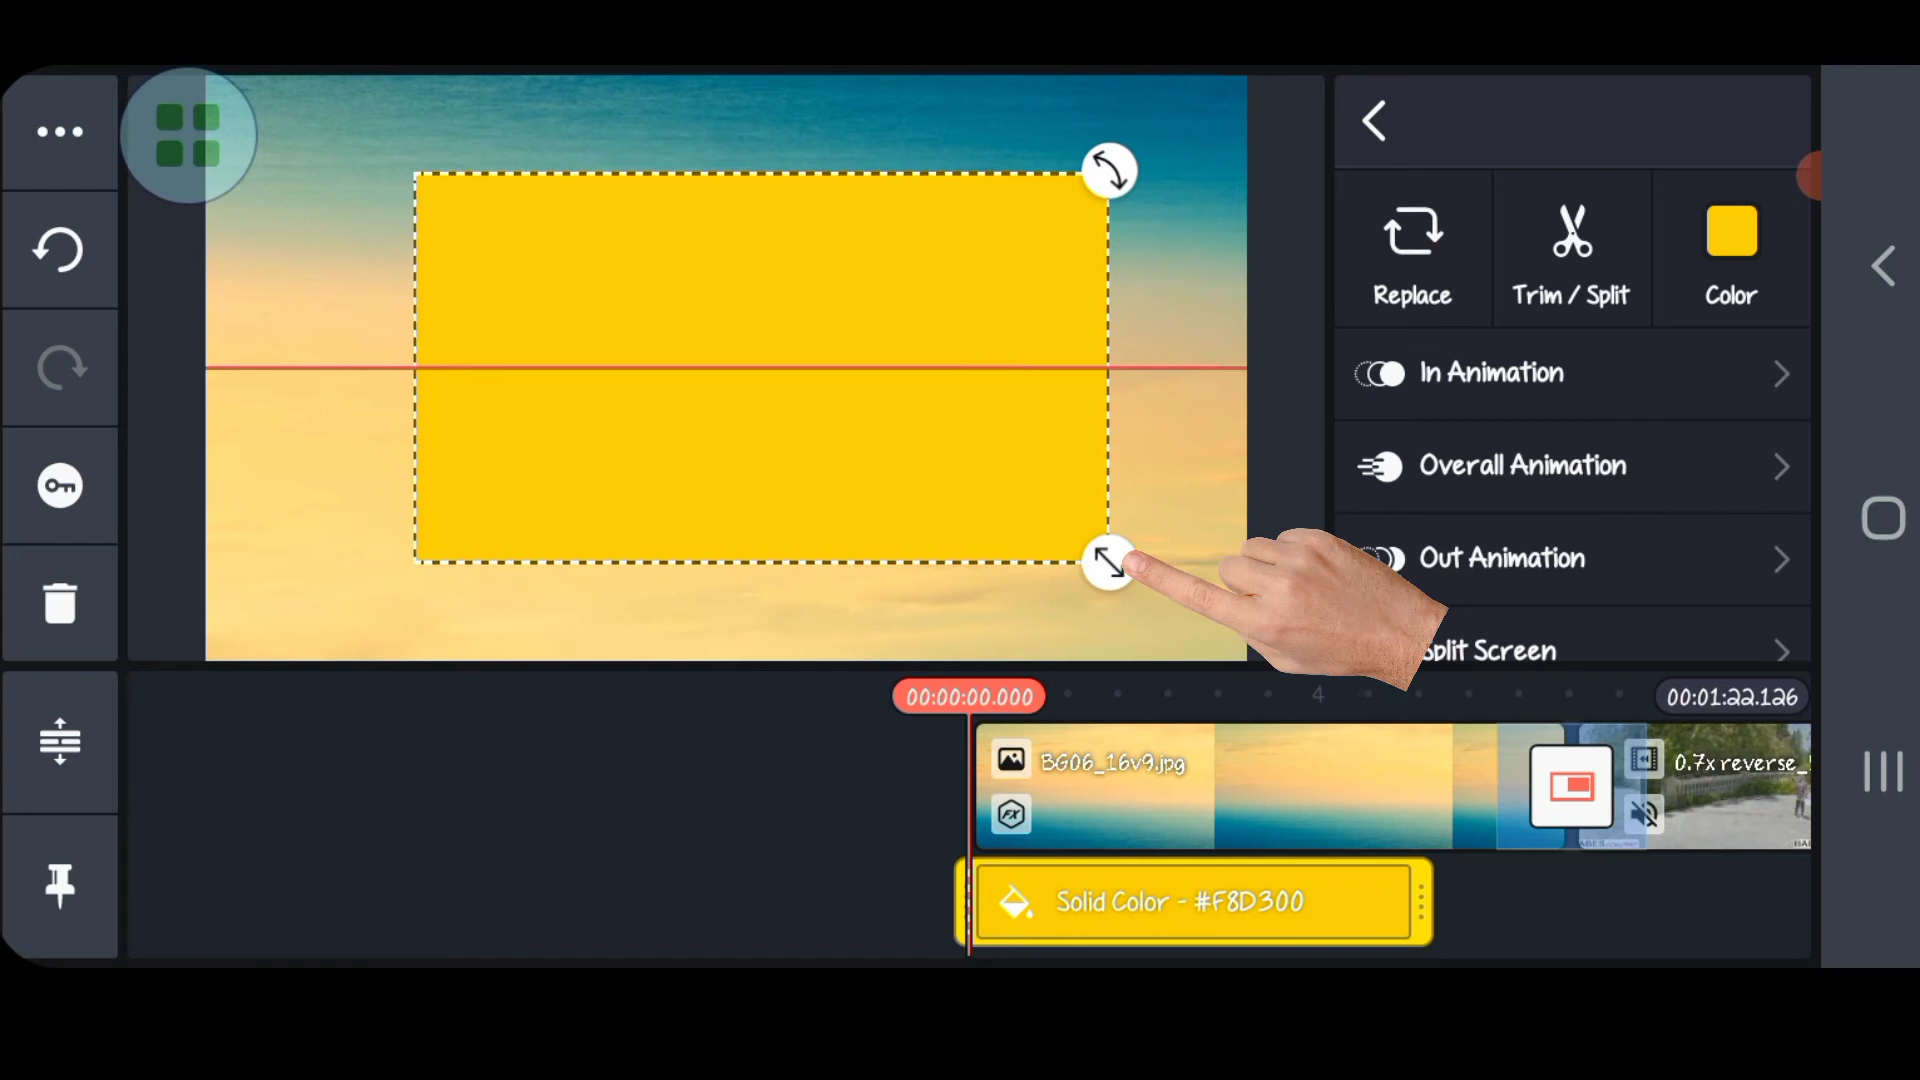 Replace
Trim / Split
Color
In Animation
Overall Animation
Out Animation
Split Screen
00:00:00.000
4
00:01:22.126
BG06_16v9.jpg
0.7x reverse_
FX
Solid Color - #F8D300